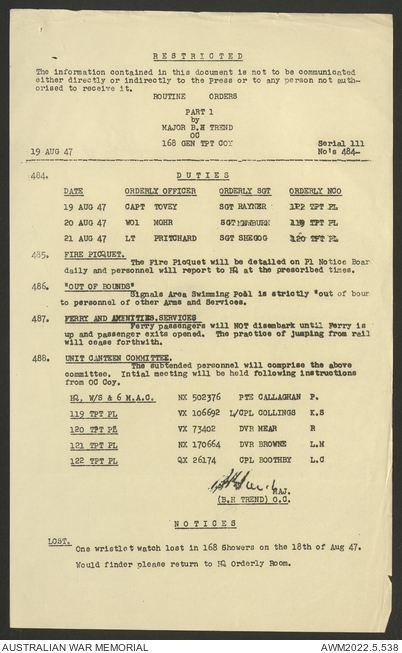 RESTRICTED
The information contained in this document is not to be communicated
either directly or indirectly to the Press or to any person not auth-
orised to receive it.
ROUTINE ORDERS
PART 1
by
MAJOR B.H TREND
OC
168 GEN TPT COY Serial 111
19 AUG 47 No's 484-
484. DUTIES
DATE ORDERLY OFFICER ORDERLY SGT ORDERLY NCO
19 AUG 47 CAPT TOVEY SGT RAYNER 122 TPT PL
20 AUG 47 WO1 MOHR SGT 119 TPT PL
21 AUG 47 LT PRITCHARD SGT SHEGOG 120 TPT PL
485. FIRE PICQUET.
The Fire Picquet will be detailed on Pl Notice Boar
daily and personnel will report to HQ at the prescribed times.
486. "OUT OF BOUNDS"
Signals Area Swimming Pool is strictly "out of boun
to personnel of other Arms and Services.
487. FERRY AND AMENITIES.SERVICES
Ferry passengers will NOT disembark until Ferry is
up and passenger exits opened. The practice of jumping from rail
will cease forthwith.
488. UNIT CANTEEN COMMITTEE.
The subtended personnel will comprise the above
committee. Intial meeting will be held following instructions
from OC Coy.
HQ, W/S & 6 M.A.C. NX 502376 PTE CALLAGHAN P.
119 TPT PL VX 106692 L/CPL COLLINGS K.S
120 TPT PL VX 73402 DVR MEAR R
121 TPT PL NX 170664 DVR BROWNE L.H
122 TPT PL QX 26174 CPL BOOTHBY L.C
MAJ.
(B.H TREND) O.C.
NOTICES
LOST.
One wristlet watch lost in 168 Showers on the 18th of Aug 47.
Would finder please return to HQ Orderly Room.
AUSTRALIAN WAR MEMORIAL AWM2022.5.538